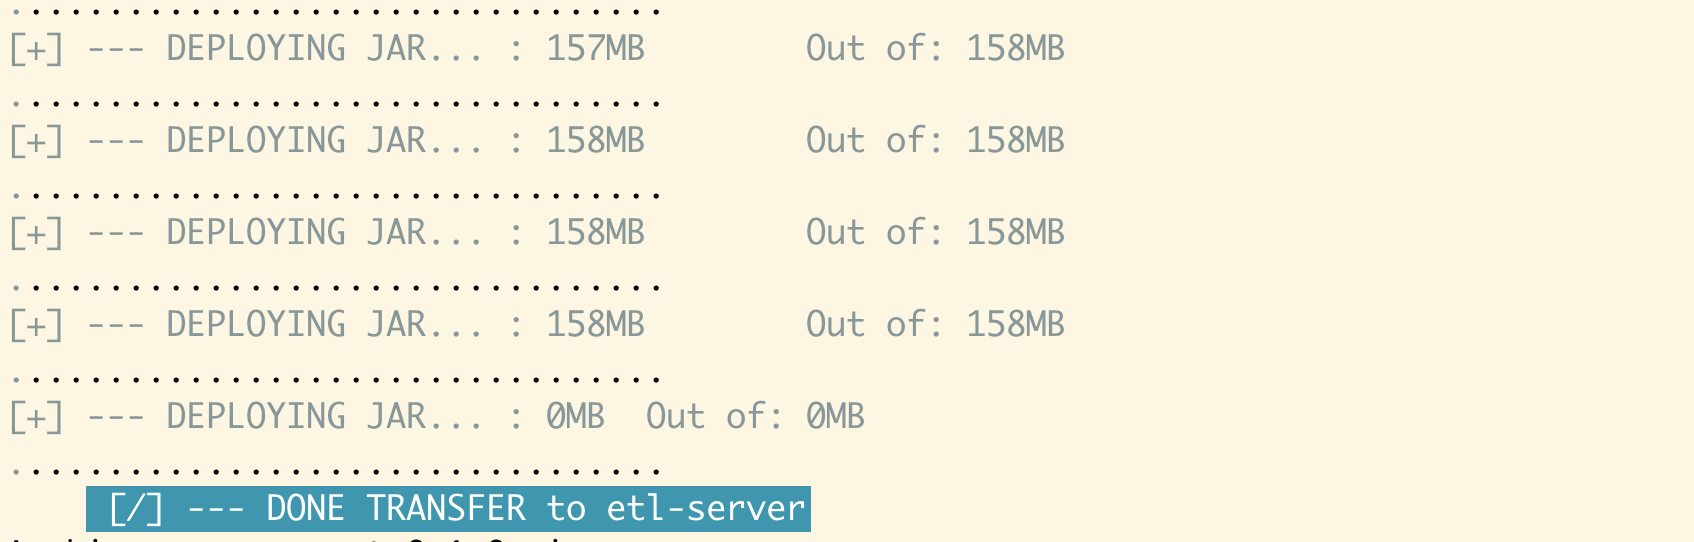 .................................
[+] --- DEPLOYING JAR... : 157MB        Out of: 158MB
.................................
[+] --- DEPLOYING JAR... : 158MB        Out of: 158MB
.................................
[+] --- DEPLOYING JAR... : 158MB        Out of: 158MB
.................................
[+] --- DEPLOYING JAR... : 158MB        Out of: 158MB
.................................
[+] --- DEPLOYING JAR... : 0MB  Out of: 0MB
.................................
[/] --- DONE TRANSFER to etl-server